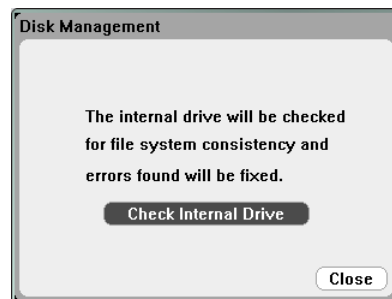 Disk Management
The internal drive will be checked
for file system consistency and
errors found will be fixed.
Check Internal Drive
Close